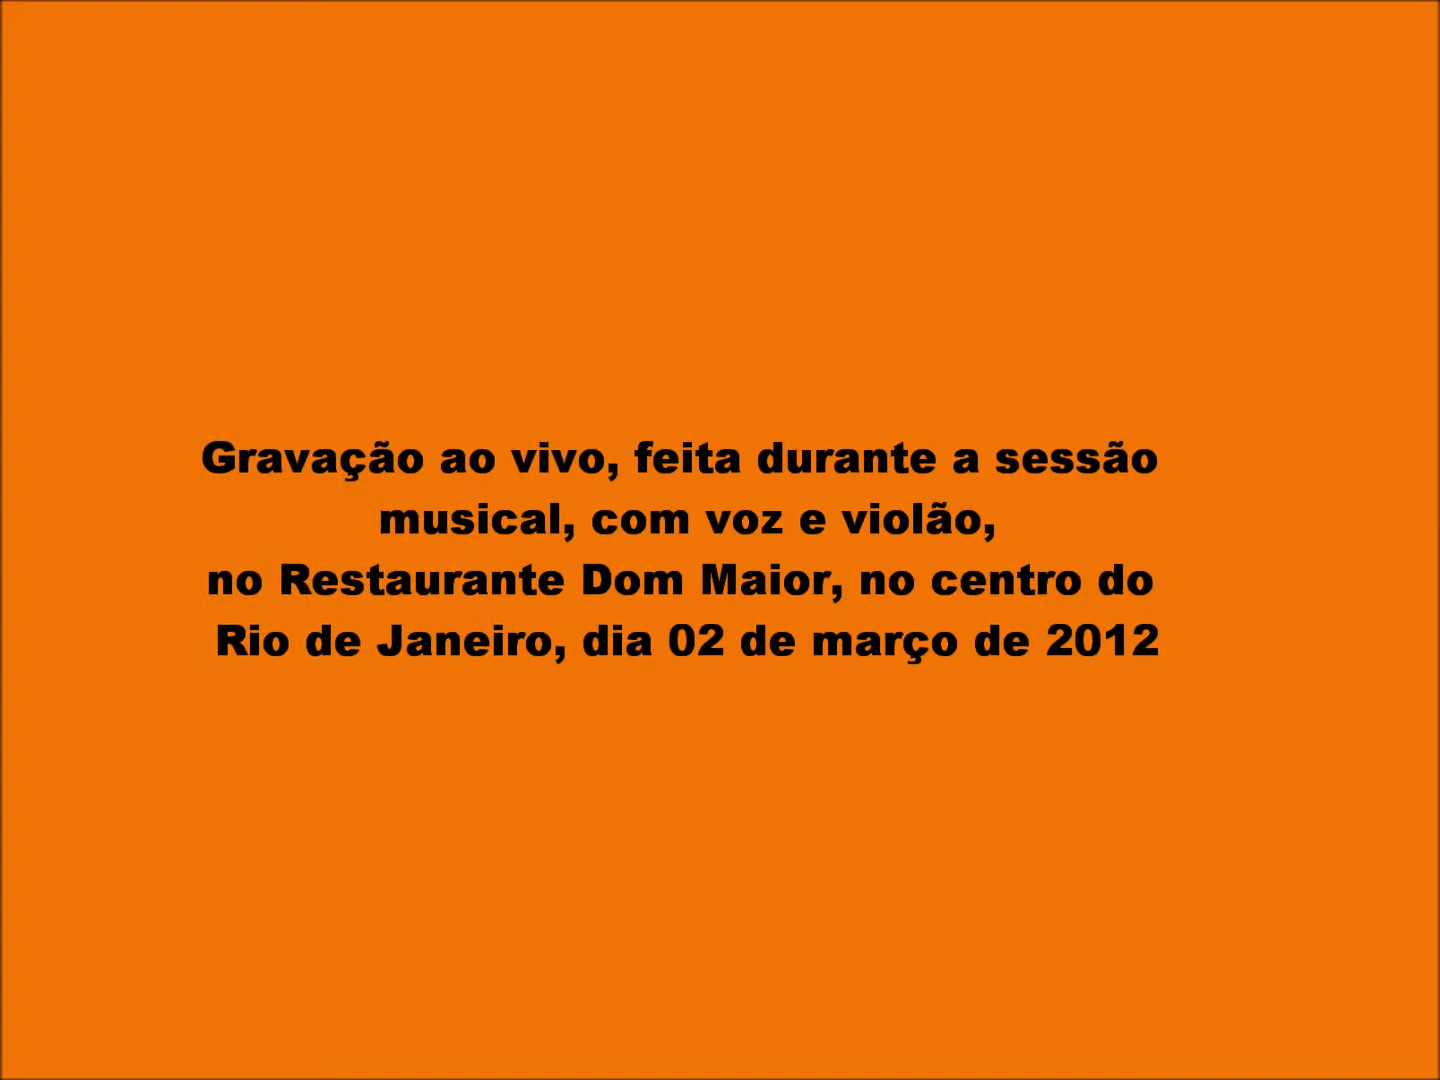 Gravação ao vivo, feita durante a sessão
musical, com voz e violão,
no Restaurante Dom Maior, no centro do
Rio de Janeiro, dia 02 de março de 2012